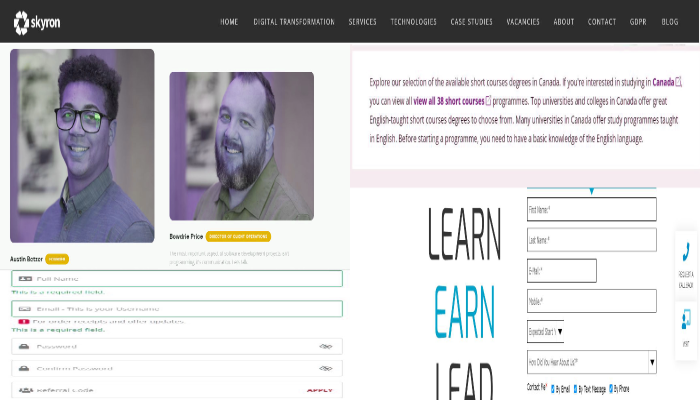 skyron
HOME DIGITAL TRANSFORMATION SERVICES TECHNOLOGIES CASE STUDIES VACANCIES ABOUT CONTACT GDPR BLOG
Austin Betzer
Bowdrie Price DIRECTOR OF CLIENT OPERATIONS
Explore our selection of the available short courses degrees in Canada. If you're interested in studying in Canada,
you can view all view all 38 short courses programmes. Top universities and colleges in Canada offer great
English-taught short courses degrees to choose from. Many universities in Canada offer study programmes taught
in English. Before starting a programme, you need to have a basic knowledge of the English language.
Full Name
This is a required field.
Email - This is your Username
For order receipts and other updates.
This is a required field.
Password
Confirm Password
Referral Code APPLY
LEARN
EARN
LEAD
First Name:*
Last Name:*
E-Mail:*
Mobile:*
Expected Start Y
How Did You Hear About Us?*
Contact Me?* By Email By Text Message By Phone
REQUEST A
CALL BACK
VISIT